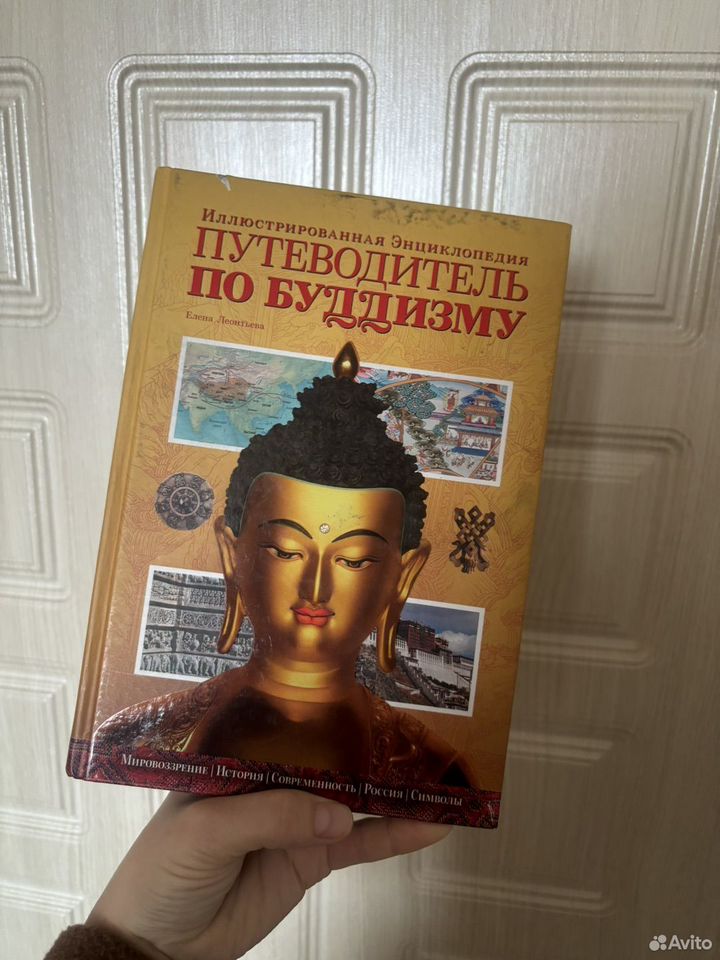 Иллюстрированная Энциклопедия
ПУТЕВОДИТЕЛЬ
ПО БУДДИЗМУ
Елена Леонтьева
Мировоззрение | История | Современность | Россия | Символы
Avito